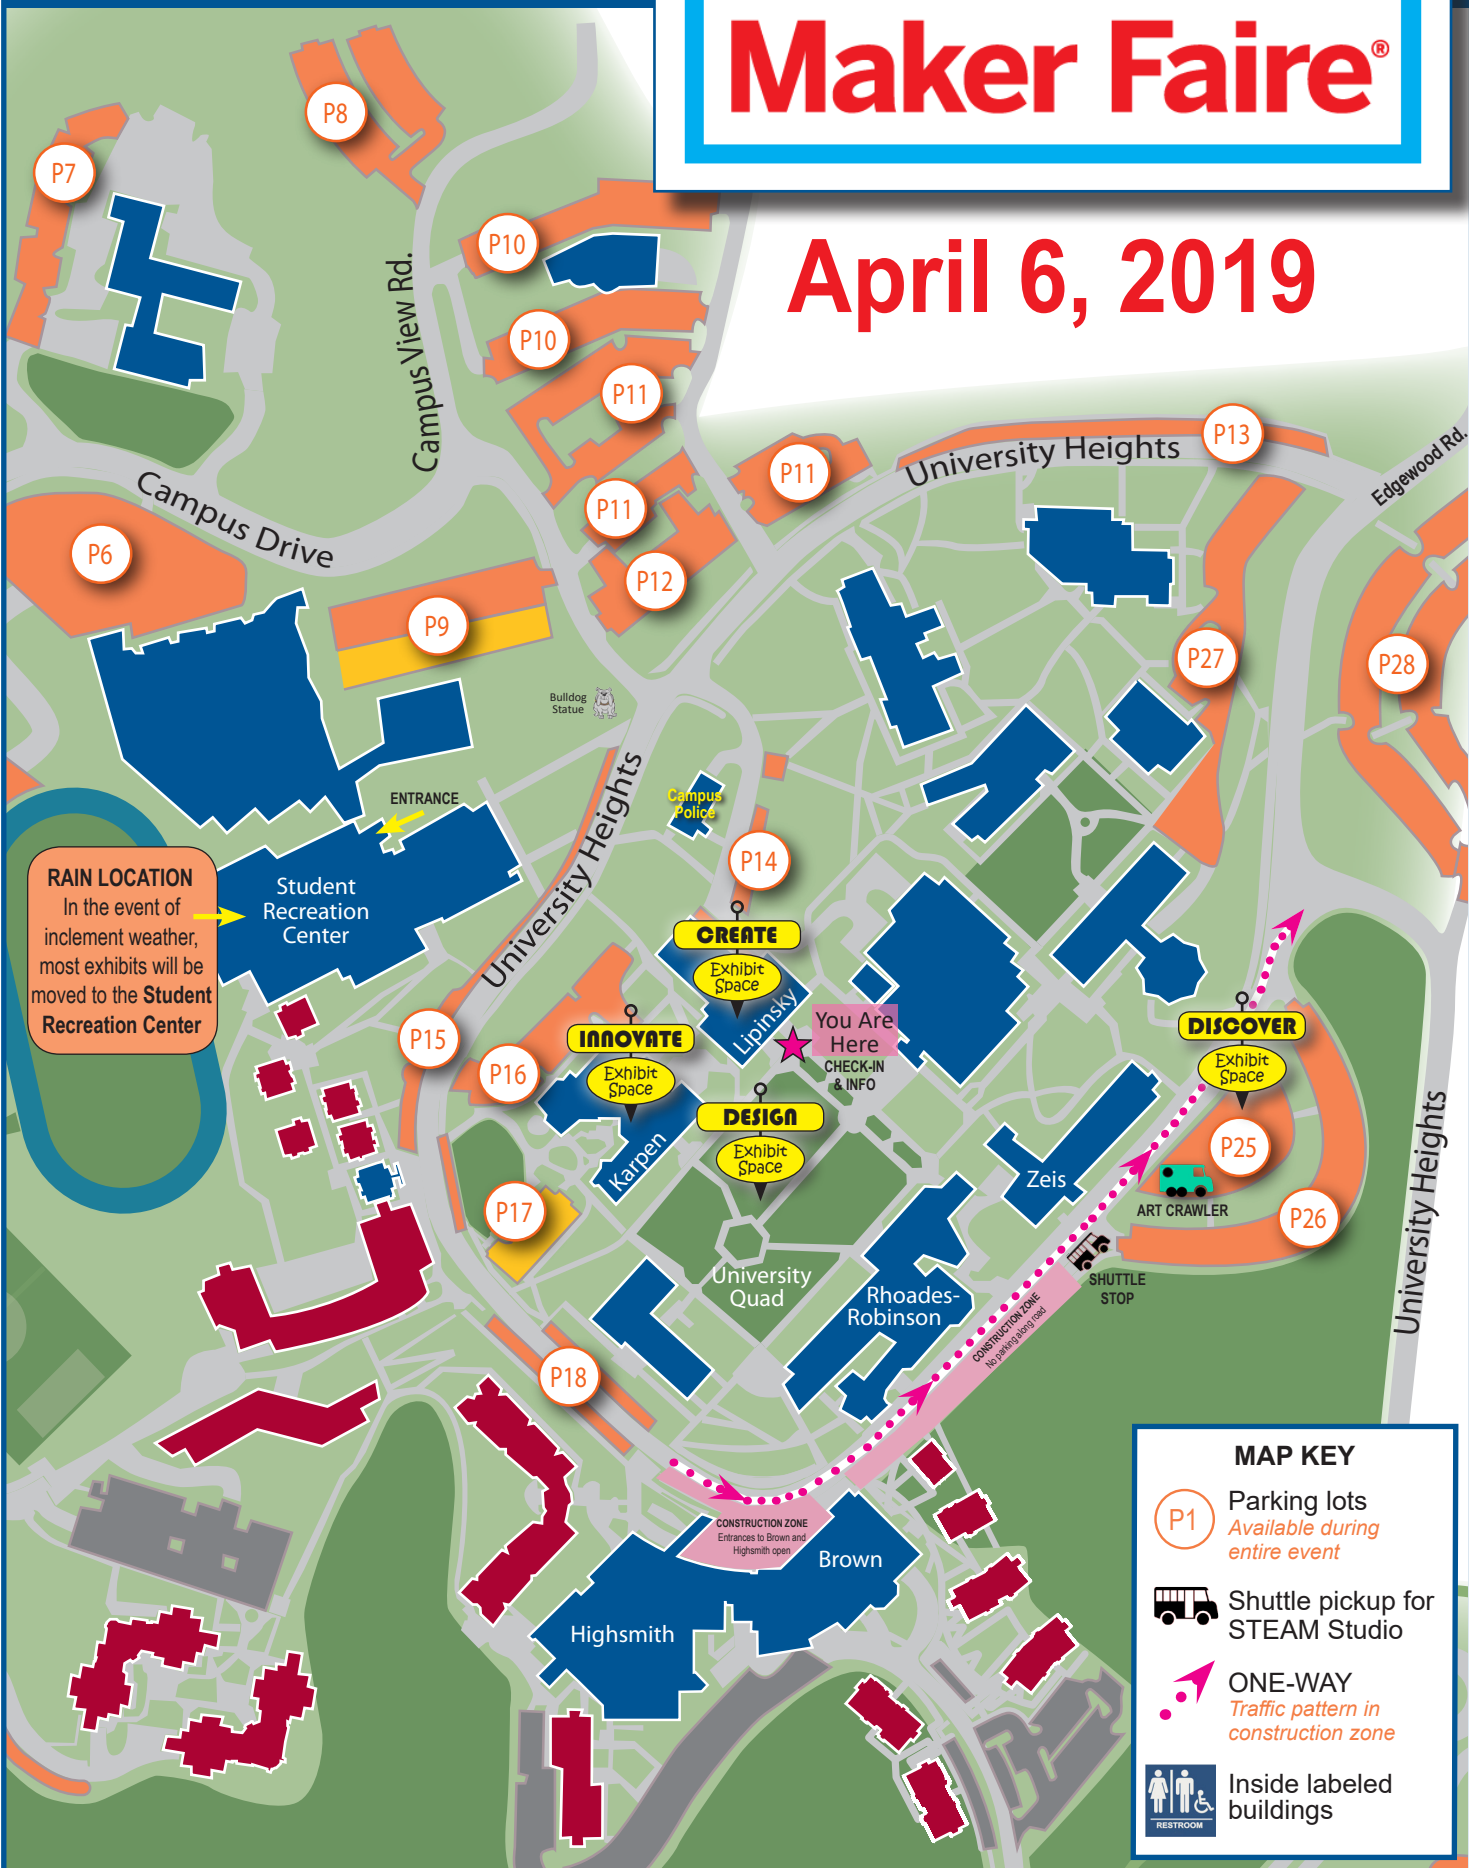 Maker Faire®
April 6, 2019
P8
P7
P10
Campus View Rd.
P10
P11
P13
University Heights
Edgewood Rd.
P11
Campus Drive
P11
P6
P12
P9
P27
P28
Bulldog
Statue
University Heights
Campus
Police
ENTRANCE
P14
RAIN LOCATION
In the event of
inclement weather,
most exhibits will be
moved to the Student
Recreation Center
Student
Recreation
Center
CREATE
Exhibit
Space
Lipinsky
You Are
Here
CHECK-IN
& INFO
DISCOVER
Exhibit
Space
P15
INNOVATE
Exhibit
Space
P16
DESIGN
Exhibit
Space
Karpen
P25
Zeis
ART CRAWLER
P26
University Heights
P17
University
Quad
Rhoades-
Robinson
SHUTTLE
STOP
CONSTRUCTION ZONE
No parking along road
P18
CONSTRUCTION ZONE
Entrances to Brown and
Highsmith open
Brown
Highsmith
MAP KEY
P1
Parking lots
Available during
entire event
Shuttle pickup for
STEAM Studio
ONE-WAY
Traffic pattern in
construction zone
RESTROOM
Inside labeled
buildings